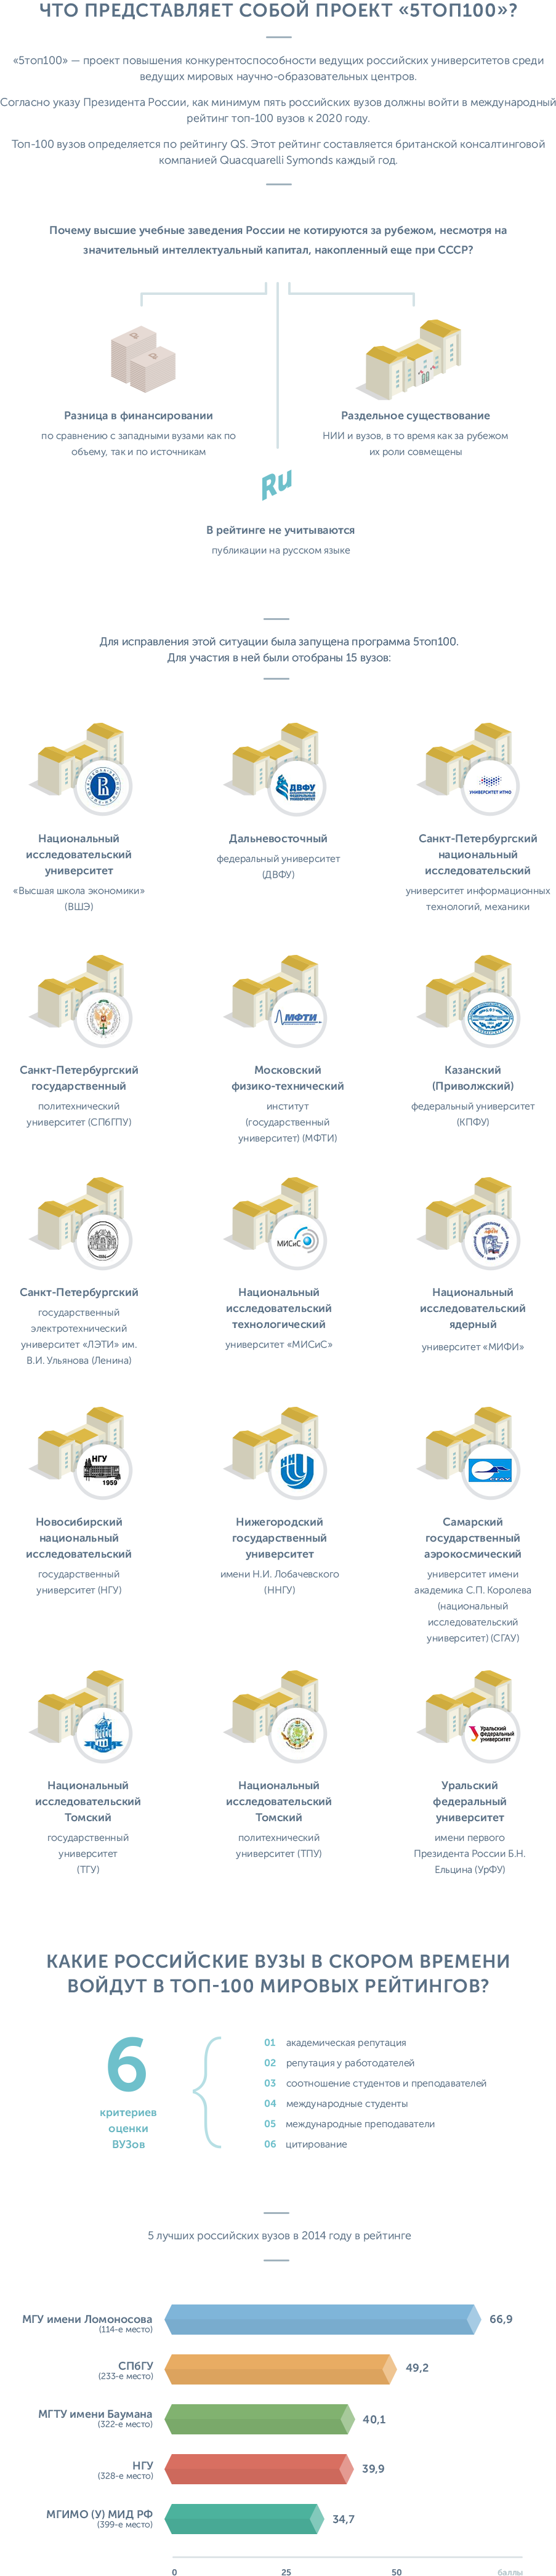 ЧТО ПРЕДСТАВЛЯЕТ СОБОЙ ПРОЕКТ «5ТОП100»?
«5топ100» — проект повышения конкурентоспособности ведущих российских университетов среди
ведущих мировых научно-образовательных центров.
Согласно указу Президента России, как минимум пять российских вузов должны войти в международный
рейтинг топ-100 вузов к 2020 году.
Топ-100 вузов определяется по рейтингу QS. Этот рейтинг составляется британской консалтинговой
компанией Quacquarelli Symonds каждый год.
Почему высшие учебные заведения России не котируются за рубежом, несмотря на
значительный интеллектуальный капитал, накопленный еще при СССР?
Разница в финансировании
по сравнению с западными вузами как по
объему, так и по источникам
Раздельное существование
НИИ и вузов, в то время как за рубежом
их роли совмещены
Ru
В рейтинге не учитываются
публикации на русском языке
Для исправления этой ситуации была запущена программа 5топ100.
Для участия в ней были отобраны 15 вузов:
Национальный
исследовательский
университет
«Высшая школа экономики»
(ВШЭ)
ДВФУ
Дальневосточный
федеральный университет
(ДВФУ)
УНИВЕРСИТЕТ ИТМО
Санкт-Петербургский
национальный
исследовательский
университет информационных
технологий, механики
Санкт-Петербургский
государственный
политехнический
университет (СПбГПУ)
МФТИ
Московский
физико-технический
институт
(государственный
университет) (МФТИ)
Казанский
(Приволжский)
федеральный университет
(КПФУ)
Санкт-Петербургский
государственный
электротехнический
университет «ЛЭТИ» им.
В.И. Ульянова (Ленина)
МИСиС
Национальный
исследовательский
технологический
университет «МИСиС»
Национальный
исследовательский
ядерный
университет «МИФИ»
НГУ
1959
Новосибирский
национальный
исследовательский
государственный
университет (НГУ)
Нижегородский
государственный
университет
имени Н.И. Лобачевского
(ННГУ)
Самарский
государственный
аэрокосмический
университет имени
академика С.П. Королева
(национальный
исследовательский
университет) (СГАУ)
Национальный
исследовательский
Томский
государственный
университет
(ТГУ)
Национальный
исследовательский
Томский
политехнический
университет (ТПУ)
Уральский
федеральный
университет
Уральский
федеральный
университет
имени первого
Президента России Б.Н.
Ельцина (УрФУ)
КАКИЕ РОССИЙСКИЕ ВУЗЫ В СКОРОМ ВРЕМЕНИ
ВОЙДУТ В ТОП-100 МИРОВЫХ РЕЙТИНГОВ?
6
критериев
оценки
ВУЗов
01 академическая репутация
02 репутация у работодателей
03 соотношение студентов и преподавателей
04 международные студенты
05 международные преподаватели
06 цитирование
5 лучших российских вузов в 2014 году в рейтинге
МГУ имени Ломоносова
(114-е место)
66,9
СПбГУ
(233-е место)
49,2
МГТУ имени Баумана
(322-е место)
40,1
НГУ
(328-е место)
39,9
МГИМО (У) МИД РФ
(399-е место)
34,7
0 25 50 баллы